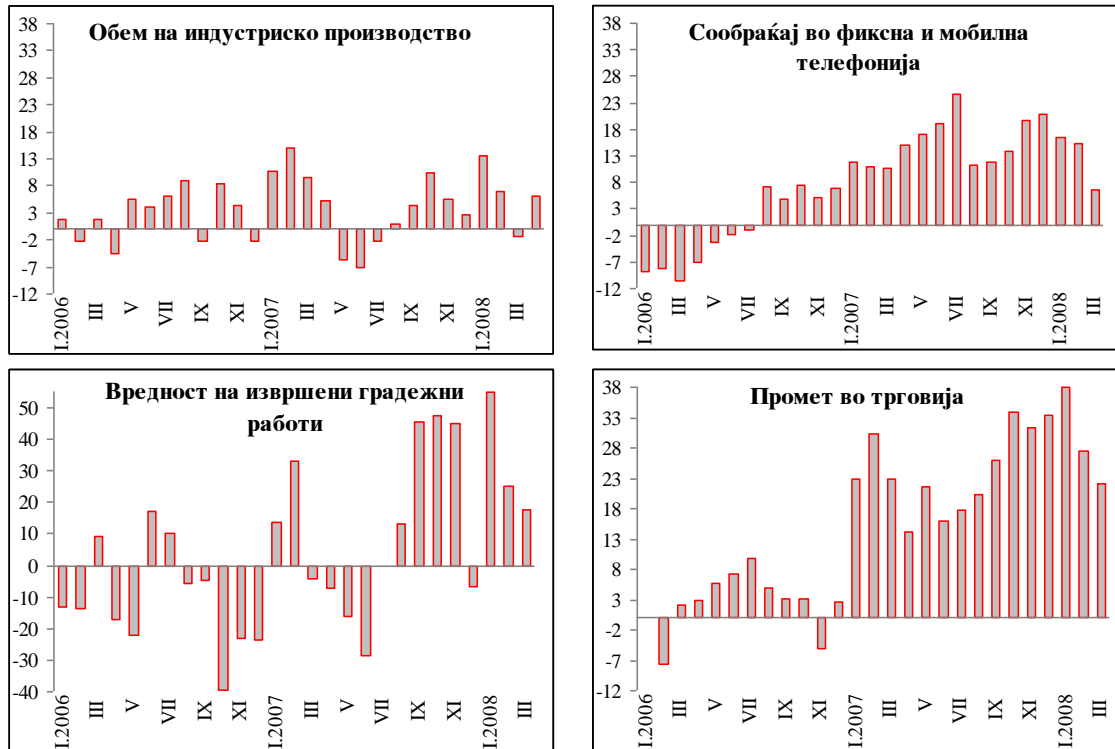 Обем на индустриско производство
38
33
28
23
18
13
8
3
-2
-7
-12
I.2006
III
V
VII
IX
XI
I.2007
III
V
VII
IX
XI
I.2008
III
Сообраќај во фиксна и мобилна
телефонија
38
33
28
23
18
13
8
3
-2
-7
-12
I.2006
III
V
VII
IX
XI
I.2007
III
V
VII
IX
XI
I.2008
III
Вредност на извршени градежни
работи
50
40
30
20
10
0
-10
-20
-30
-40
I.2006
III
V
VII
IX
XI
I.2007
III
V
VII
IX
XI
I.2008
III
Промет во трговија
38
33
28
23
18
13
8
3
-2
-7
-12
I.2006
III
V
VII
IX
XI
I.2007
III
V
VII
IX
XI
I.2008
III